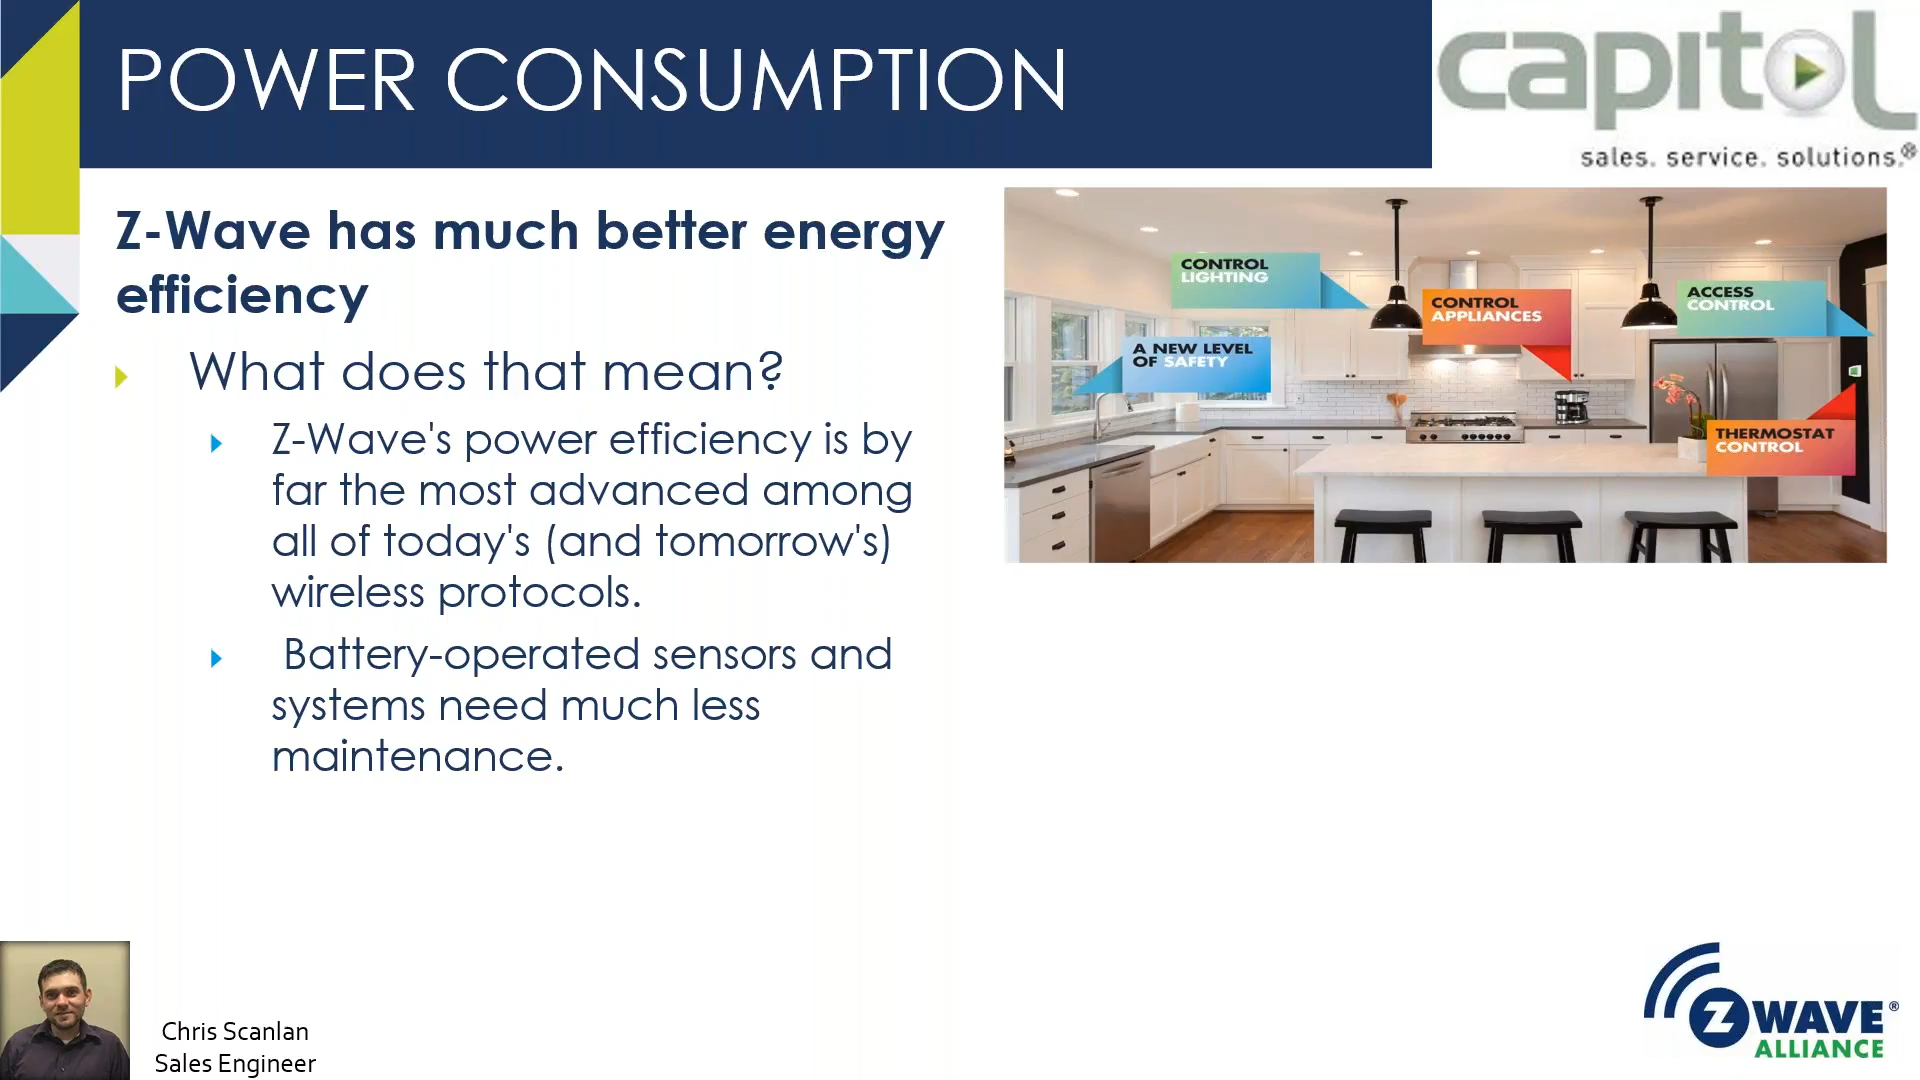 POWER CONSUMPTION
capitol
sales. service. solutions.®
Z-Wave has much better energy
efficiency
What does that mean?
Z-Wave's power efficiency is by
far the most advanced among
all of today's (and tomorrow's)
wireless protocols.
Battery-operated sensors and
systems need much less
maintenance.
CONTROL
LIGHTING
A NEW LEVEL
OF SAFETY
CONTROL
APPLIANCES
ACCESS
CONTROL
THERMOSTAT
CONTROL
Chris Scanlan
Sales Engineer
Z WAVE®
ALLIANCE